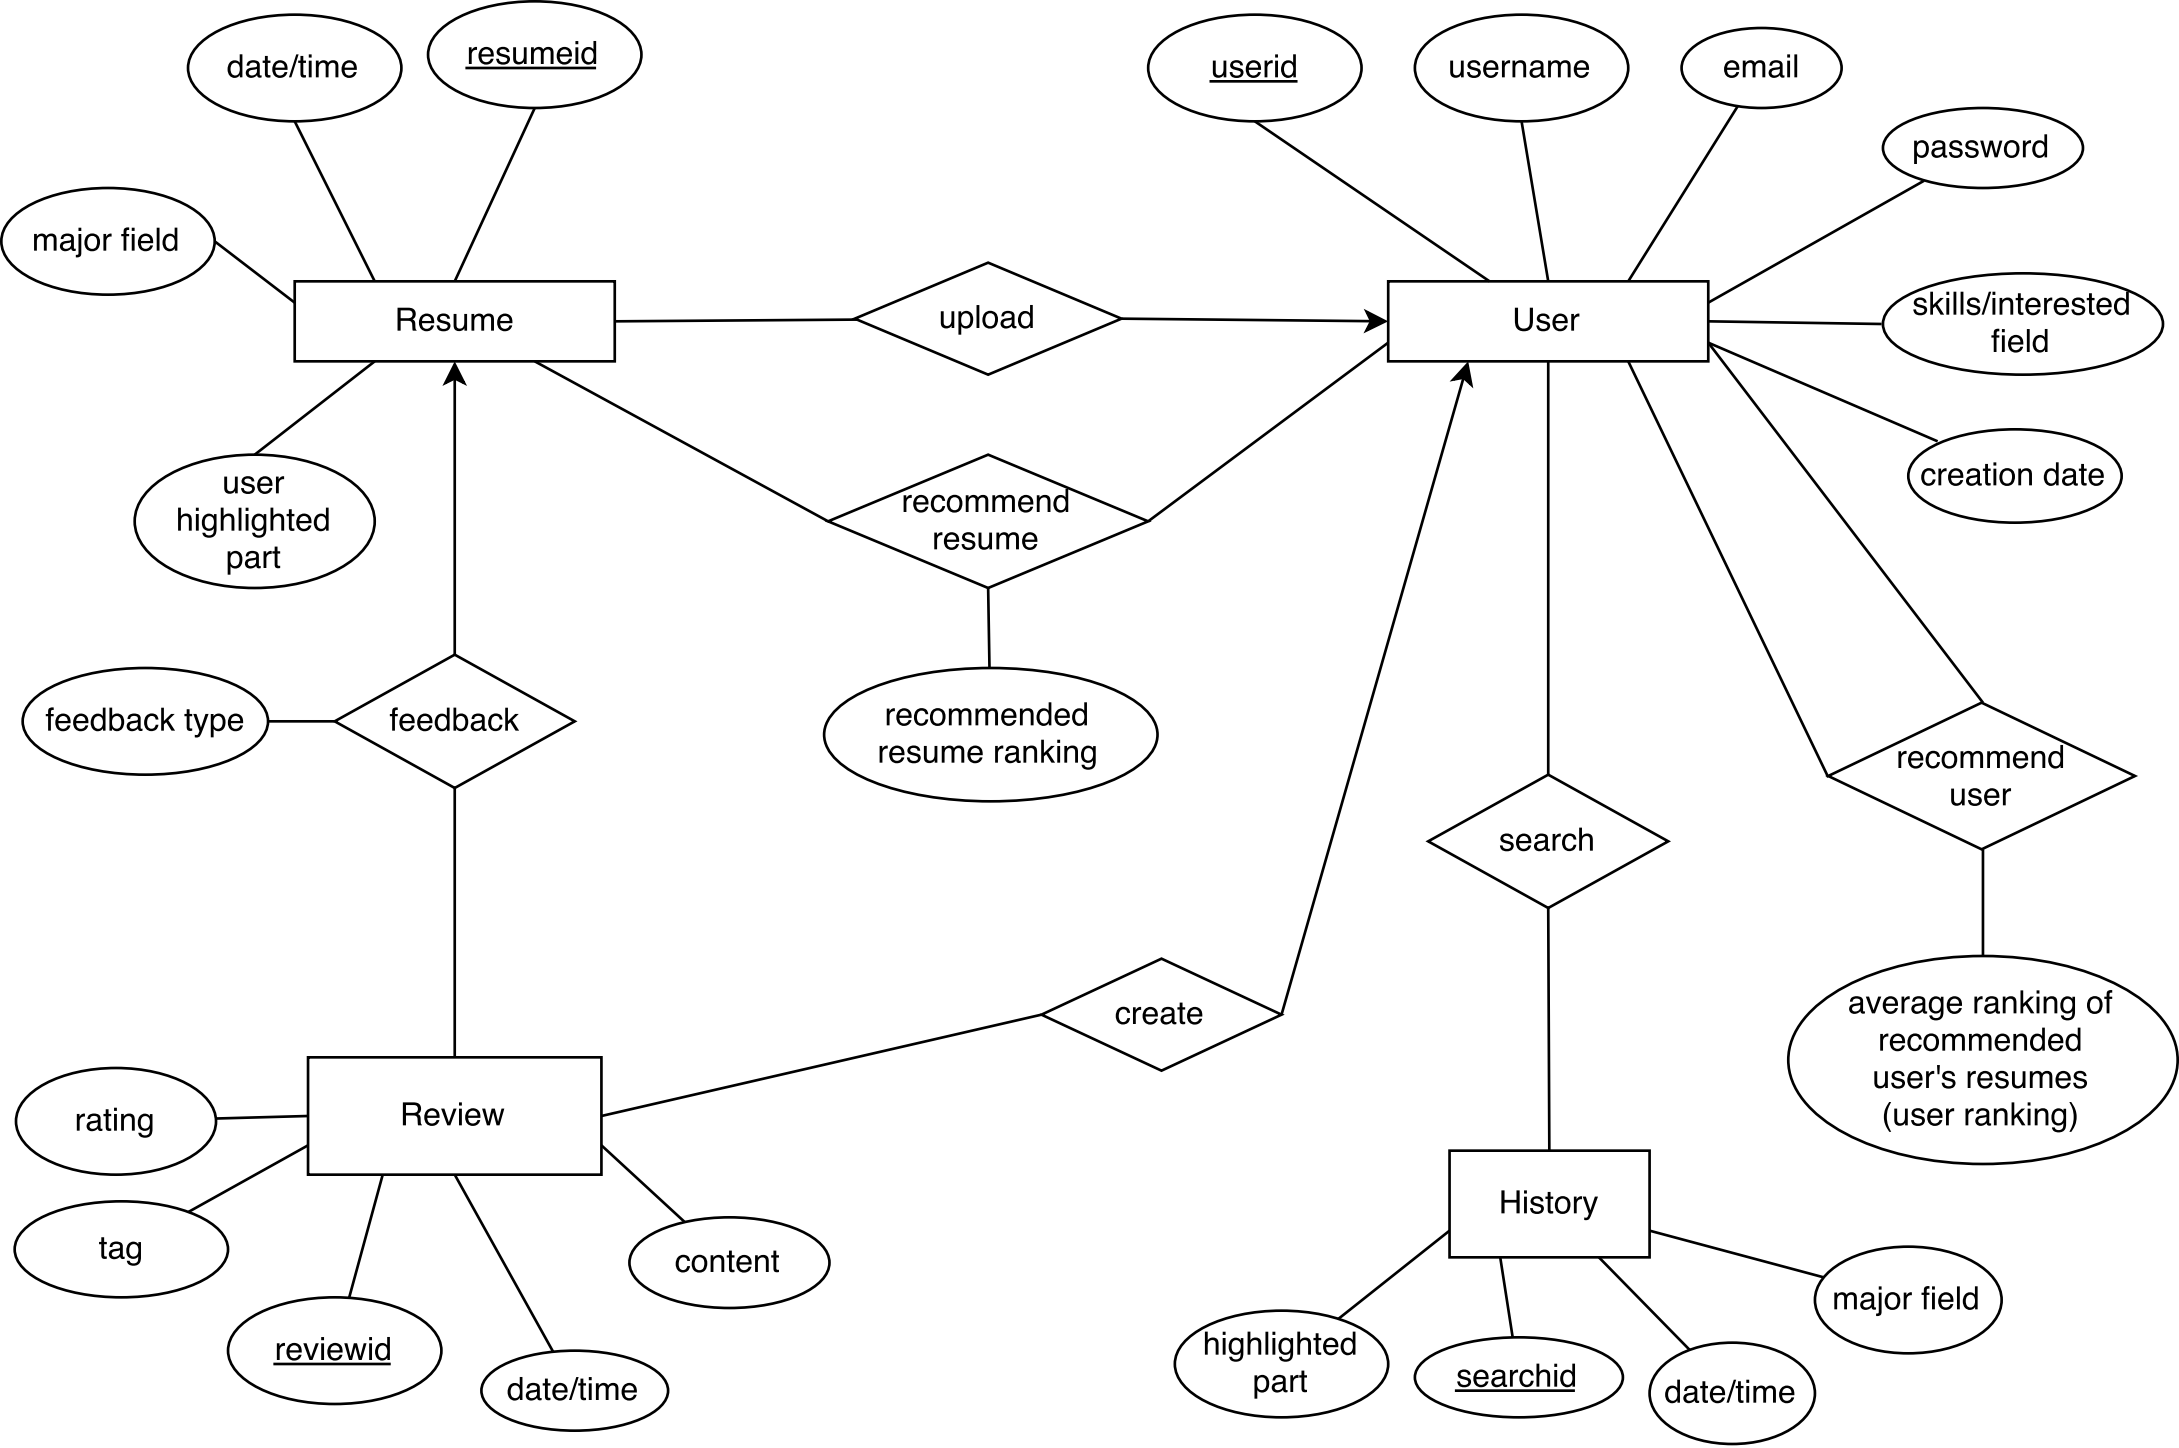 date/time
resumeid
userid
username
email
password
major field
Resume
upload
User
skills/interested
field
user
highlighted
part
recommend
resume
creation date
feedback type
feedback
recommended
resume ranking
search
recommend
user
create
average ranking of
recommended
user's resumes
(user ranking)
rating
Review
tag
content
reviewid
date/time
History
highlighted
part
searchid
date/time
major field